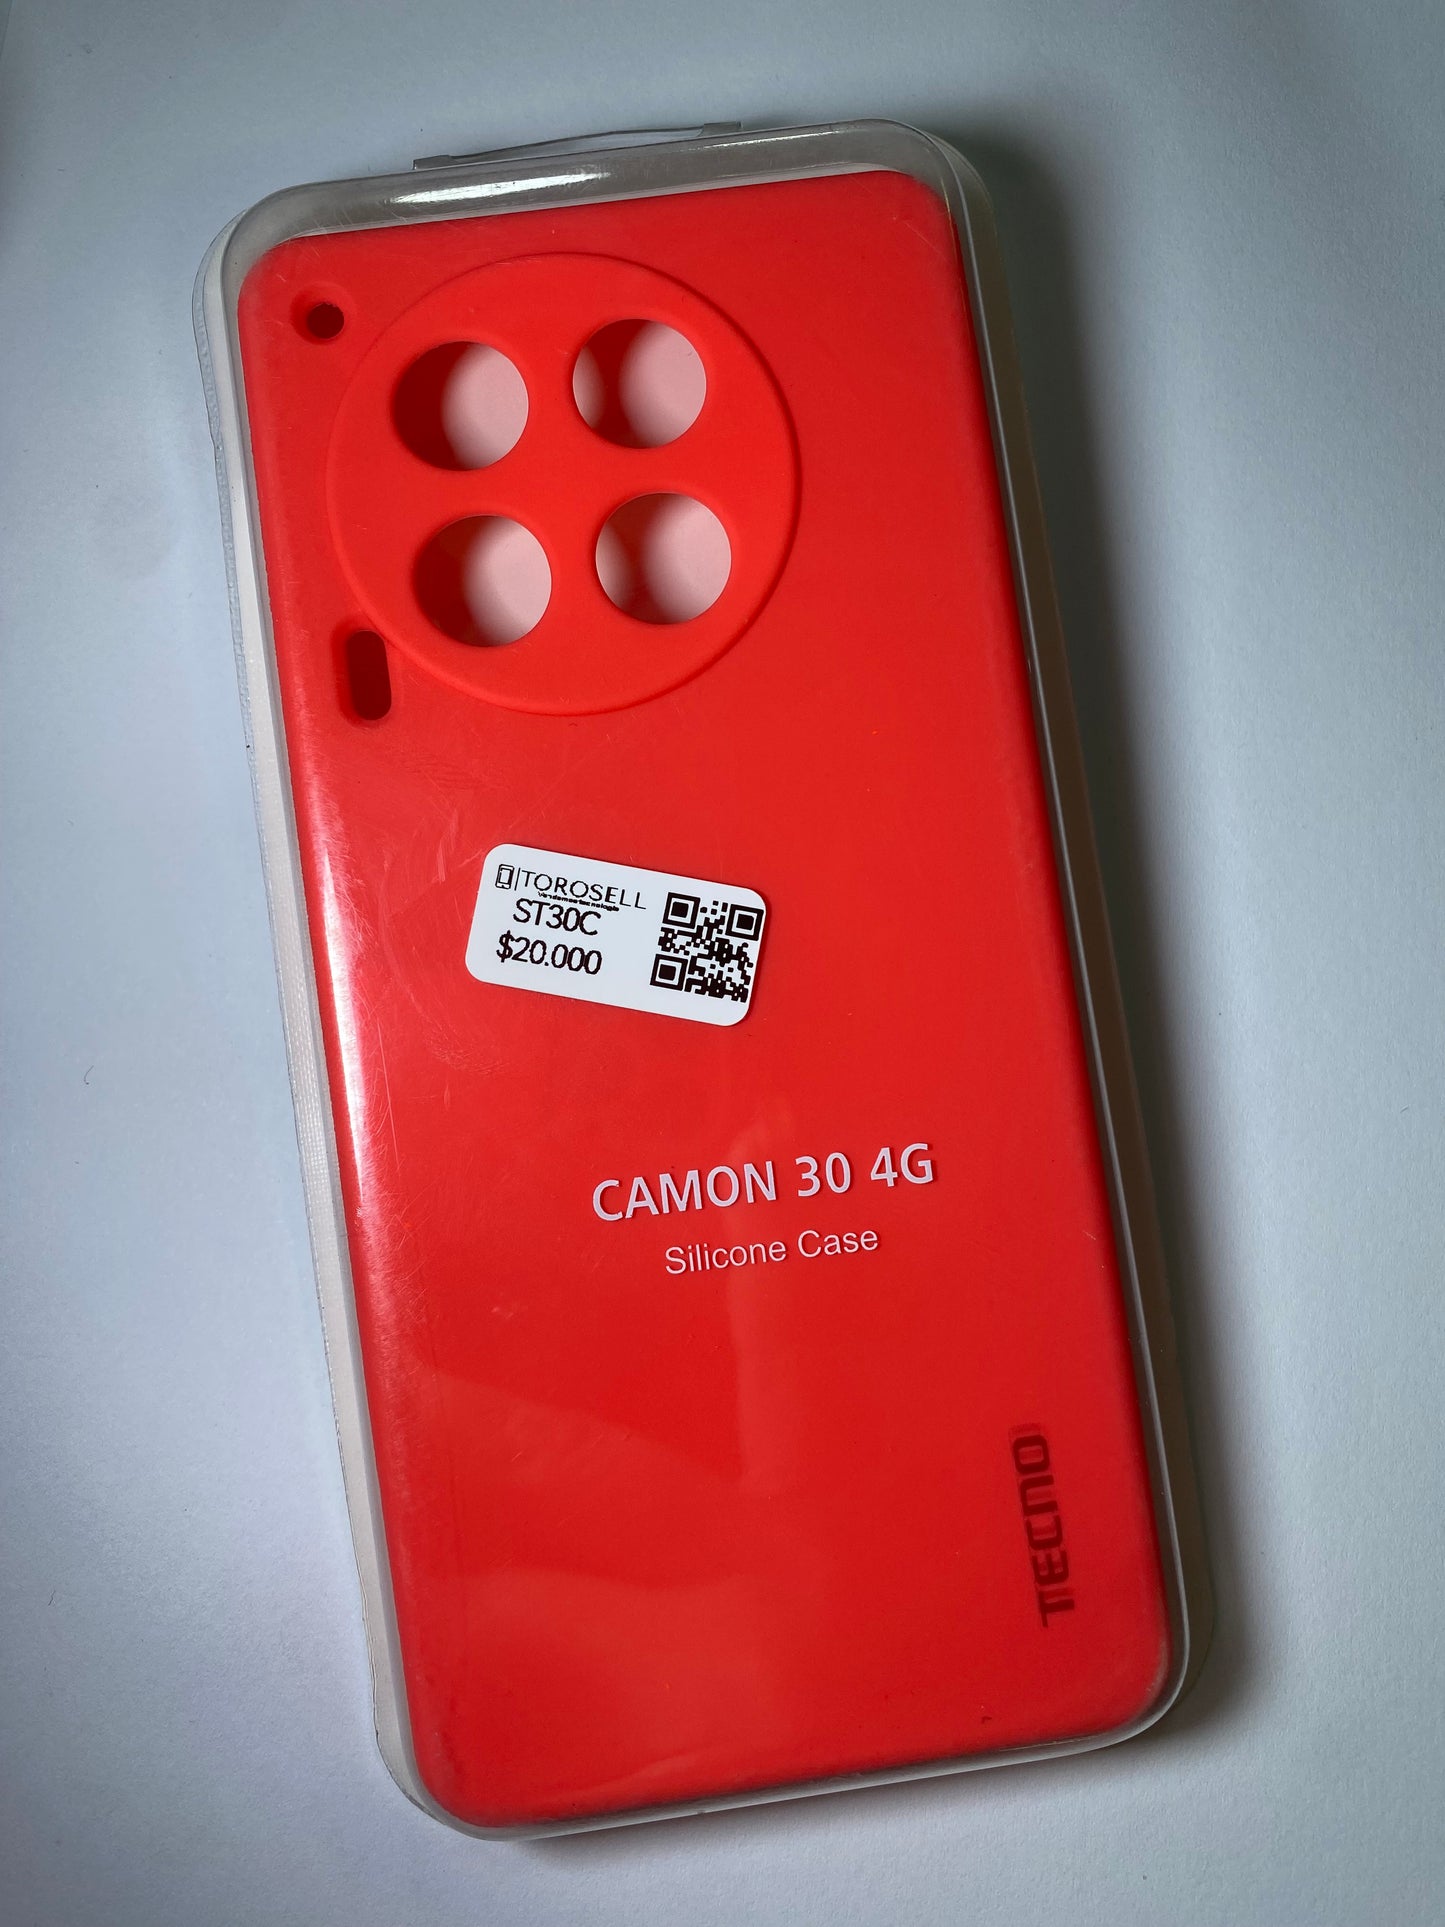 TOROSELL
ST30C
$20.000
CAMON 30 4G
Silicone Case
TECNO